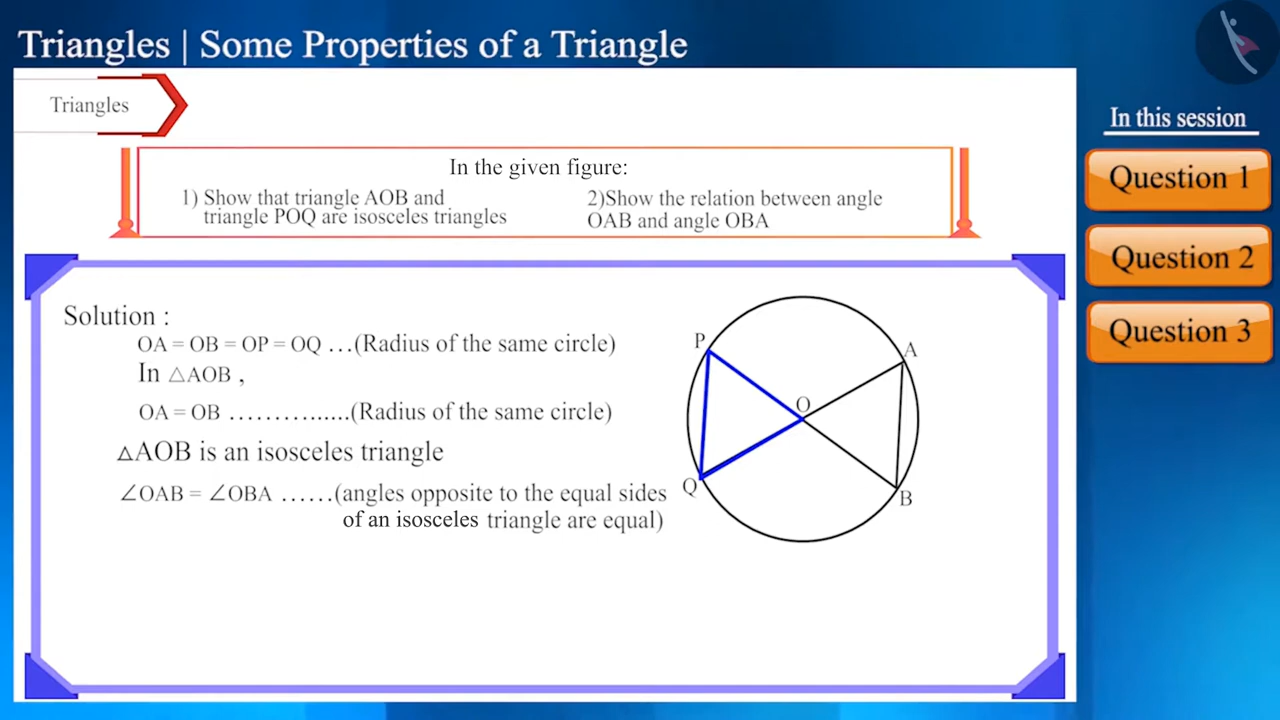 Triangles | Some Properties of a Triangle
Triangles
In this session
Question 1
Question 2
Question 3
In the given figure:
1) Show that triangle AOB and
triangle POQ are isosceles triangles
2)Show the relation between angle
OAB and angle OBA
Solution :
OA = OB = OP = OQ ...(Radius of the same circle)
In △AOB ,
OA = OB ...............(Radius of the same circle)
△AOB is an isosceles triangle
∠OAB = ∠OBA ......(angles opposite to the equal sides
of an isosceles triangle are equal)
P
A
O
Q
B